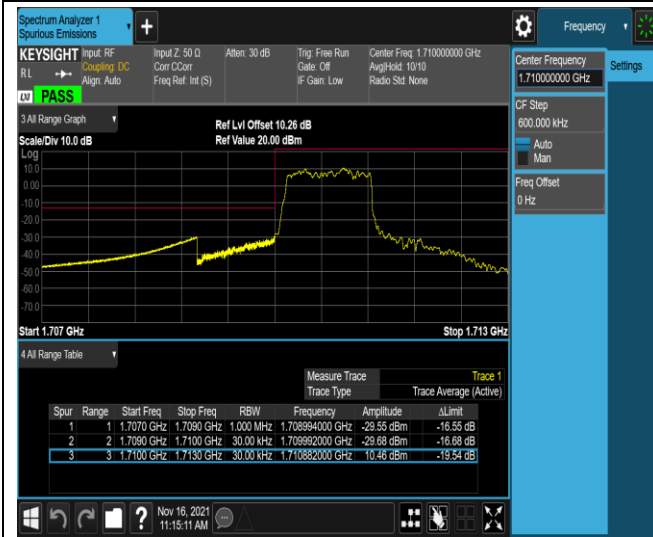 Spectrum Analyzer 1
Spurious Emissions
Frequency
KEYSIGHT
R L
PASS
Input: RF
Coupling: DC
Align: Auto
Input Z: 50 Ω
Corr CCorr
Freq Ref: Int (S)
Atten: 30 dB
Trig: Free Run
Gate: Off
IF Gain: Low
Center Freq: 1.710000000 GHz
Avg|Hold: 10/10
Radio Std: None
Center Frequency
1.710000000 GHz
Settings
CF Step
600.000 kHz
Auto
Man
Freq Offset
0 Hz
3 All Range Graph
Scale/Div 10.0 dB
Ref Lvl Offset 10.26 dB
Ref Value 20.00 dBm
Log
10.0
0.00
-10.0
-20.0
-30.0
-40.0
-50.0
-60.0
-70.0
Start 1.707 GHz
Stop 1.713 GHz
4 All Range Table
Measure Trace Trace 1
Trace Type Trace Average (Active)
Spur Range Start Freq Stop Freq RBW Frequency Amplitude ΔLimit
1 1 1.7070 GHz 1.7090 GHz 1.000 MHz 1.708994000 GHz -29.55 dBm -16.55 dB
2 2 1.7090 GHz 1.7100 GHz 30.00 kHz 1.709992000 GHz -29.68 dBm -16.68 dB
3 3 1.7100 GHz 1.7130 GHz 30.00 kHz 1.710882000 GHz 10.46 dBm -19.54 dB
?
Nov 16, 2021
11:15:11 AM